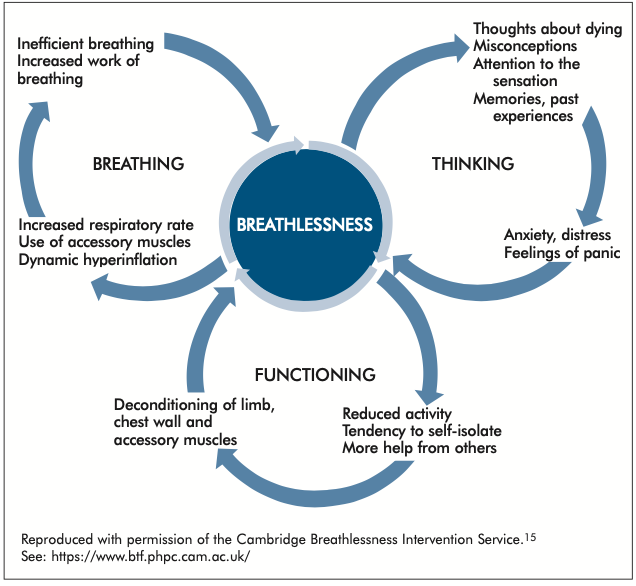 Inefficient breathing
Increased work of
breathing
Thoughts about dying
Misconceptions
Attention to the
sensation
Memories, past
experiences
BREATHING
THINKING
BREATHLESSNESS
Increased respiratory rate
Use of accessory muscles
Dynamic hyperinflation
Anxiety, distress
Feelings of panic
FUNCTIONING
Deconditioning of limb,
chest wall and
accessory muscles
Reduced activity
Tendency to self-isolate
More help from others
Reproduced with permission of the Cambridge Breathlessness Intervention Service.15
See: https://www.btf.phpc.cam.ac.uk/